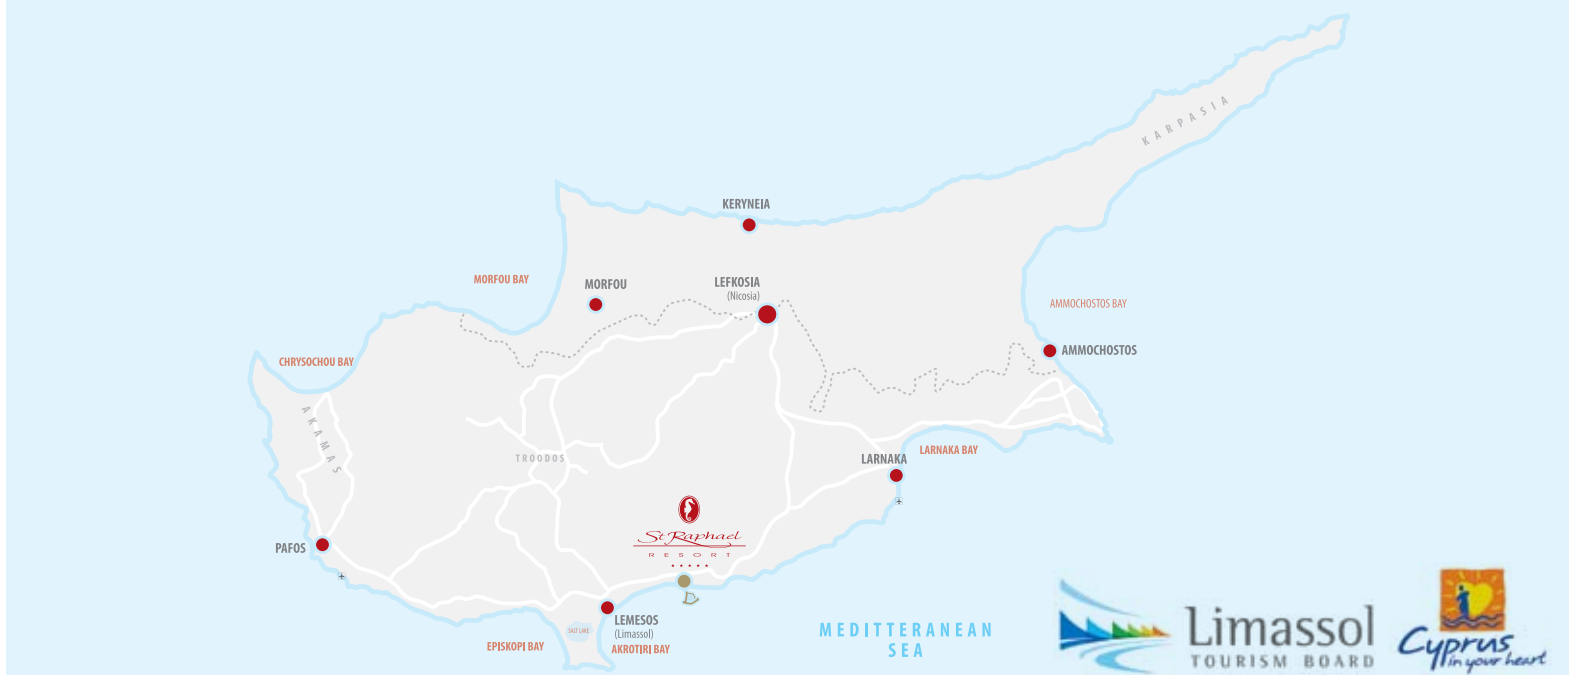 KARPASIA
KERYNEIA
MORFOU BAY
MORFOU
LEFKOSIA
(Nicosia)
AMMOCHOSTOS BAY
AMMOCHOSTOS
CHRYSOCHOU BAY
AKAMAS
TROODOS
LARNAKA
LARNAKA BAY
St Raphael
RESORT
PAFOS
LEMESOS
(Limassol)
SALT LAKE
EPISKOPI BAY
AKROTIRI BAY
MEDITTERANEAN
SEA
Limassol
TOURISM BOARD
Cyprus
in your heart